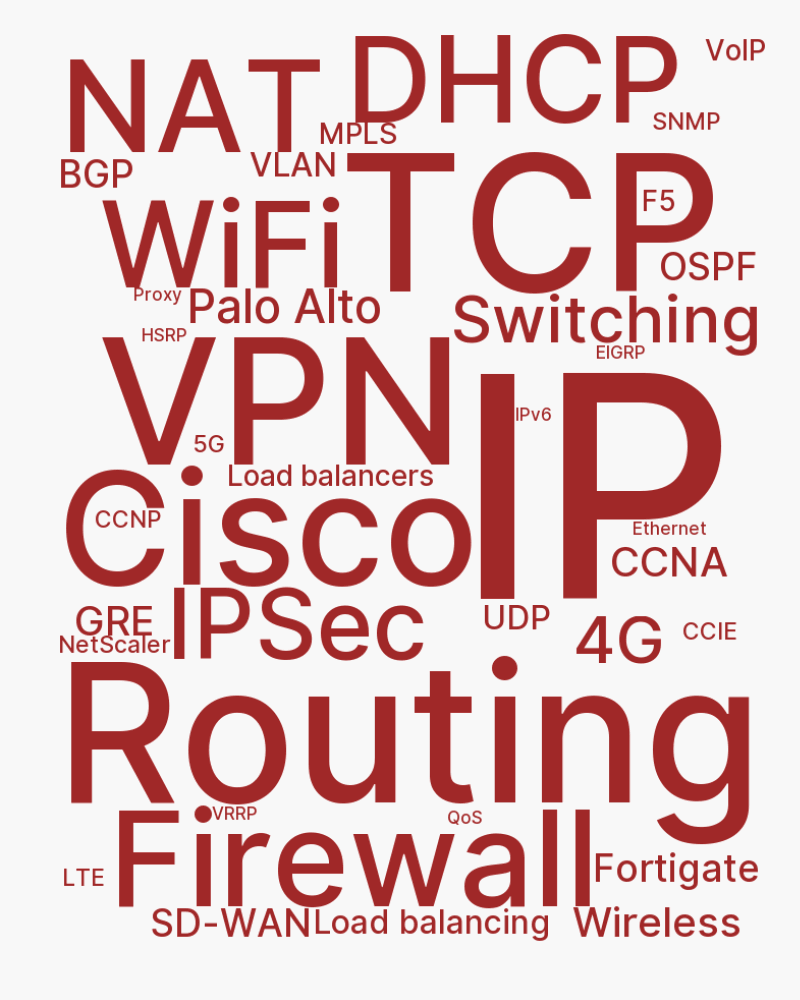 VoIP
DHCP
NAT
SNMP
MPLS
VLAN
BGP
TCP
F5
WiFi
OSPF
Proxy
Palo Alto
Switching
HSRP
EIGRP
VPN
IP
IPv6
5G
Load balancers
Cisco
CCNP
Ethernet
CCNA
GRE
IPSec
UDP
4G
CCIE
NetScaler
Routing
VRRP
QoS
Firewall
LTE
Fortigate
SD-WAN
Load balancing
Wireless